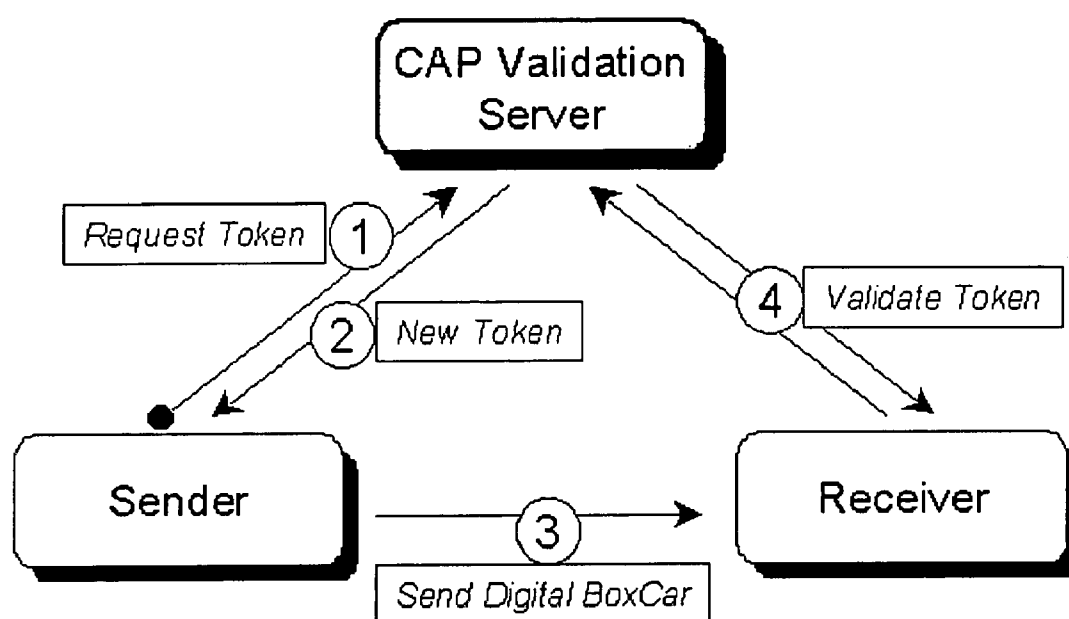 CAP Validation
Server
Request Token
1
2
New Token
4
Validate Token
Sender
Receiver
3
Send Digital BoxCar